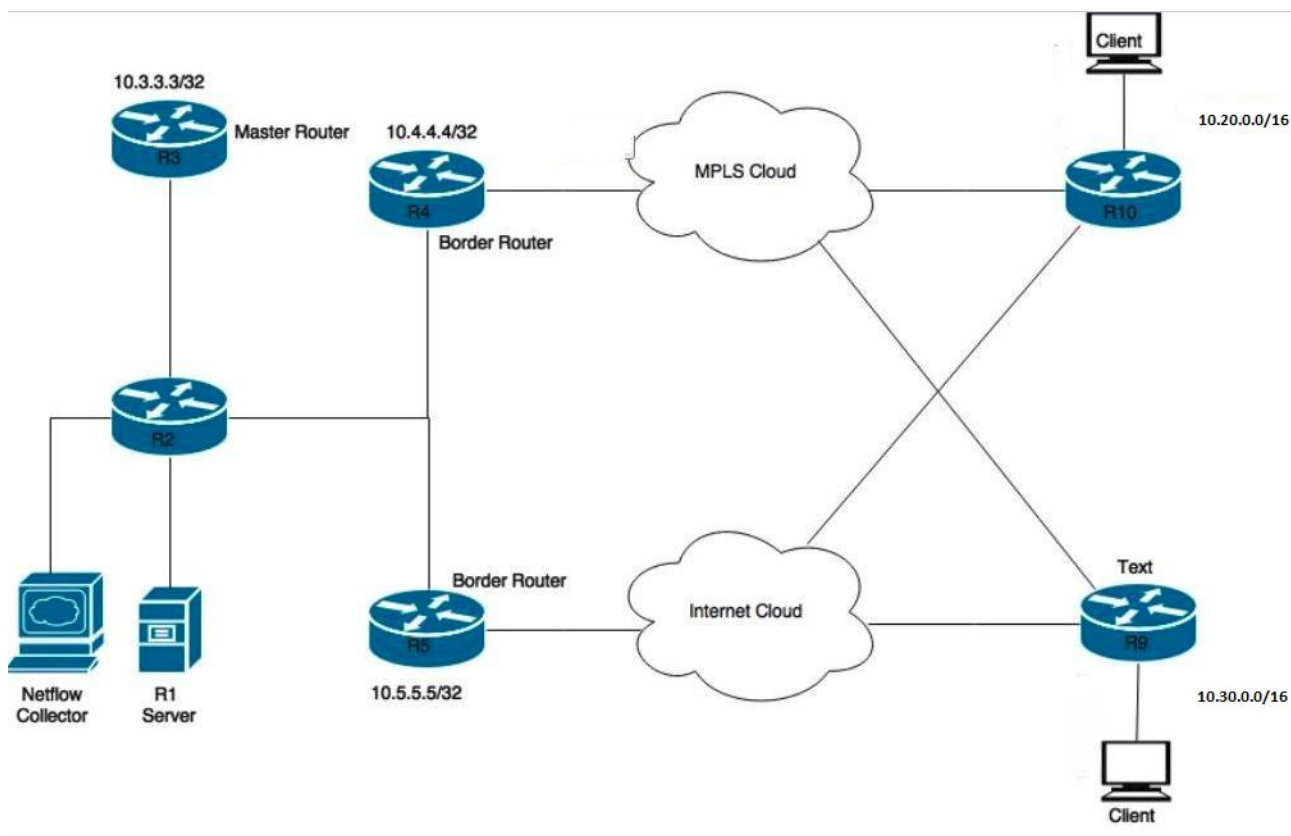 Client
10.3.3.3/32
10.20.0.0/16
Master Router
10.4.4.4/32
R3
MPLS Cloud
R4
R10
Border Router
R2
Text
Border Router
Internet Cloud
R5
R9
Netflow
Collector
R1
Server
10.5.5.5/32
10.30.0.0/16
Client